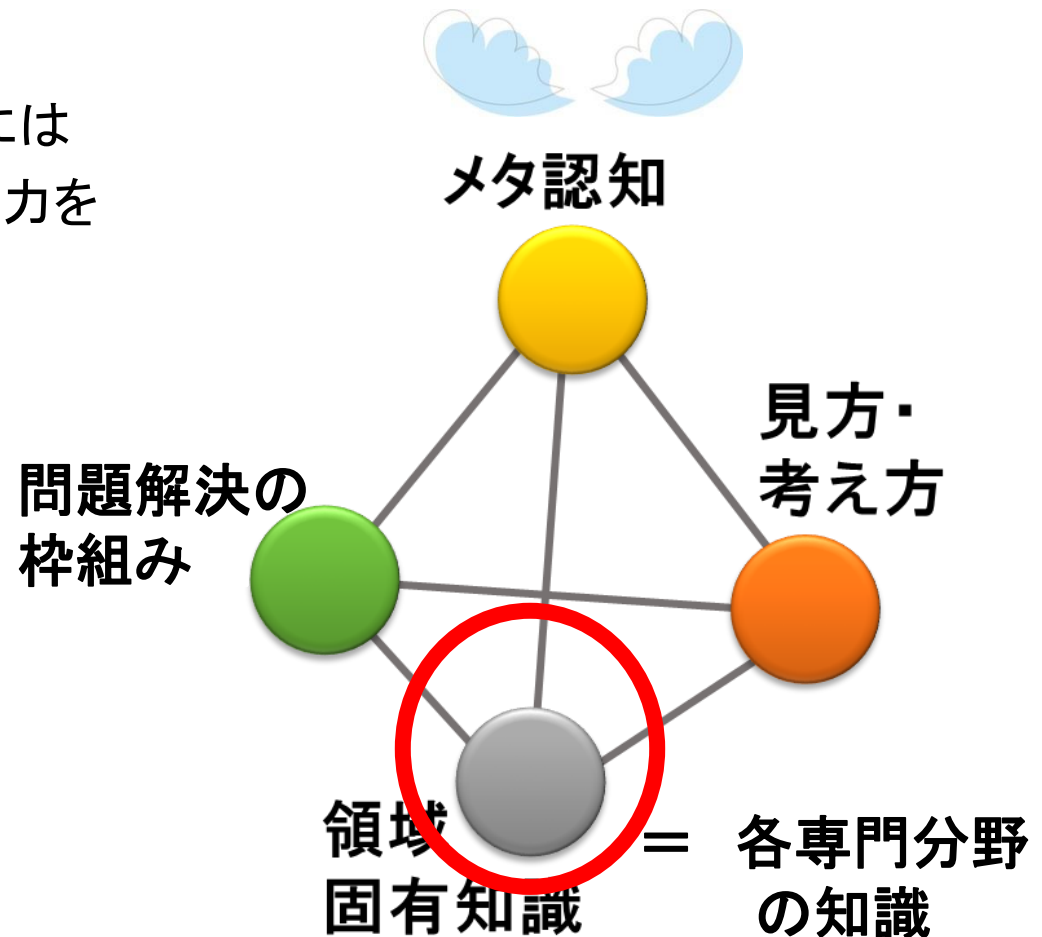 には
力を
メタ認知
見方・
考え方
問題解決の
枠組み
領域
固有知識
＝ 各専門分野
の知識